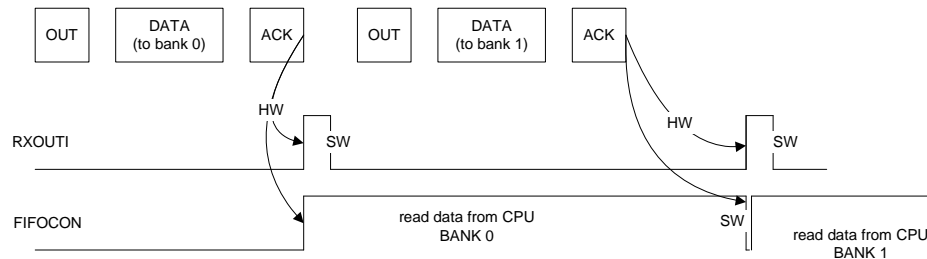 OUT
DATA
(to bank 0)
ACK
OUT
DATA
(to bank 1)
ACK
HW
HW
RXOUTI
SW
SW
FIFOCON
read data from CPU
BANK 0
SW
read data from CPU
BANK 1